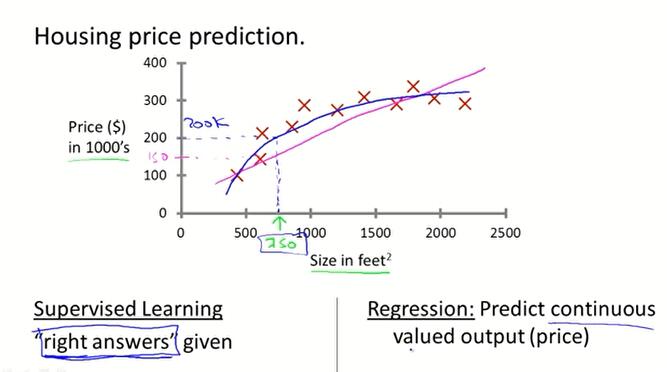 Housing price prediction.
400
300
200
100
0
Price ($)
in 1000's
200K
150
0
500
1000
1500
2000
2500
750
Size in feet2
Supervised Learning
"right answers" given
Regression: Predict continuous
valued output (price)